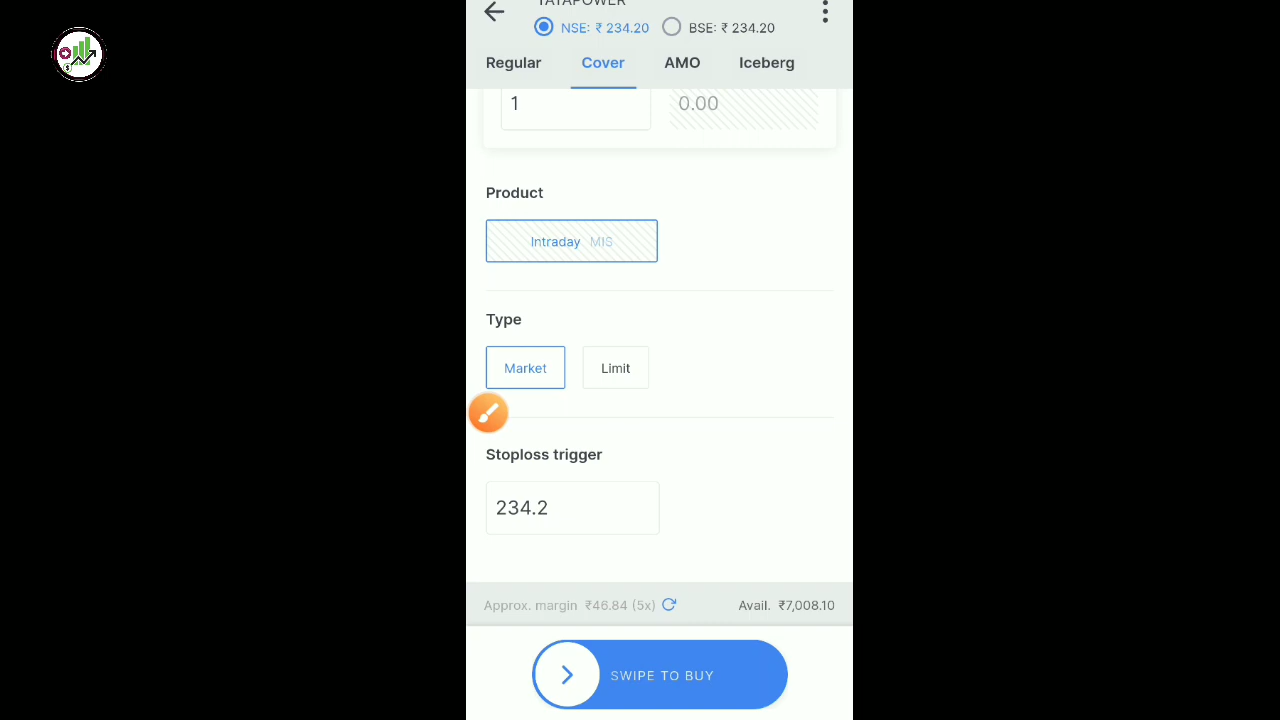 TATAPOWER
NSE: ₹ 234.20 BSE: ₹ 234.20
Regular Cover AMO Iceberg
1 0.00
Product
Intraday MIS
Type
Market Limit
Stoploss trigger
234.2
Approx. margin ₹46.84 (5x) Avail. ₹7,008.10
SWIPE TO BUY